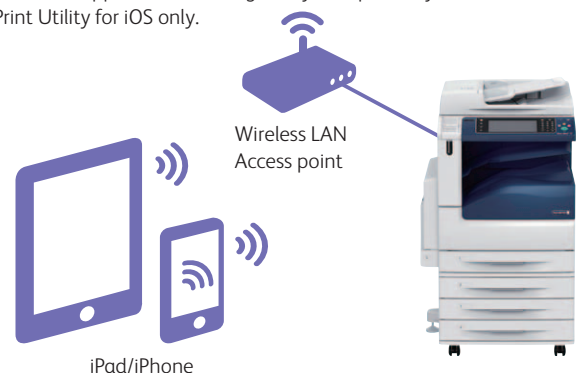 Print Utility for iOS only.
Wireless LAN
Access point
iPad/iPhone